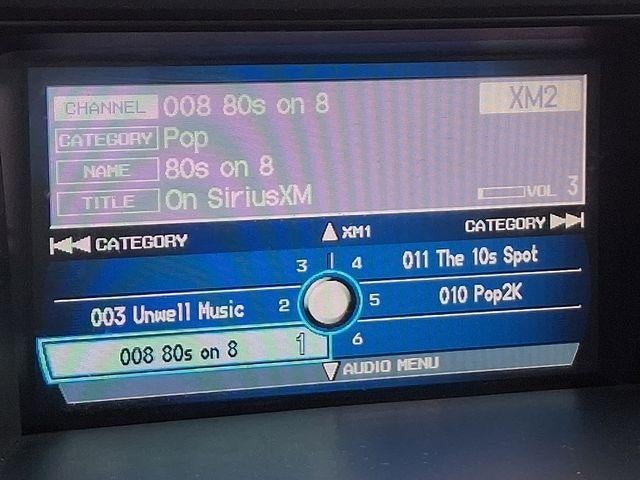 CHANNEL 008 80s on 8 XM2
CATEGORY Pop
NAME 80s on 8
TITLE On SiriusXM VOL 3
CATEGORY XM1 CATEGORY
3 4 011 The 10s Spot
003 Unwell Music 2 5 010 Pop2K
008 80s on 8 1 6
AUDIO MENU